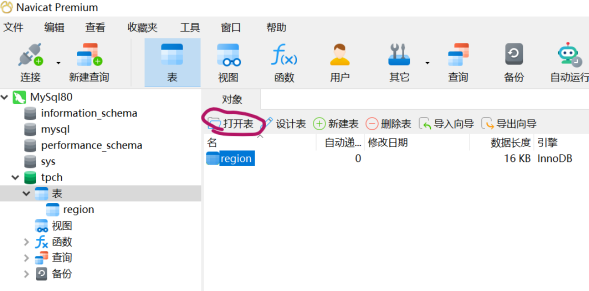 Navicat Premium
文件 编辑 查看 收藏夹 工具 窗口 帮助
连接 新建查询 表 视图 函数 用户 其它 查询 备份 自动运行
MySql80
information_schema
mysql
performance_schema
sys
tpch
表
region
视图
函数
查询
备份
对象
打开表 设计表 新建表 删除表 导入向导 导出向导
名 自动递... 修改日期 数据长度 引擎
region 0 16 KB InnoDB